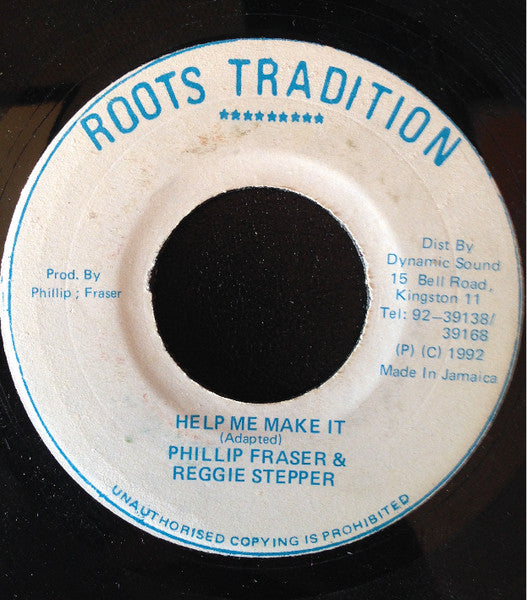 ROOTS TRADITION
*********
Prod. By
Phillip ; Fraser
Dist By
Dynamic Sound
15 Bell Road,
Kingston 11
Tel: 92-39138/
39168
(P) (C) 1992
Made In Jamaica
HELP ME MAKE IT
(Adapted)
PHILLIP FRASER &
REGGIE STEPPER
UNAUTHORISED COPYING IS PROHIBITED